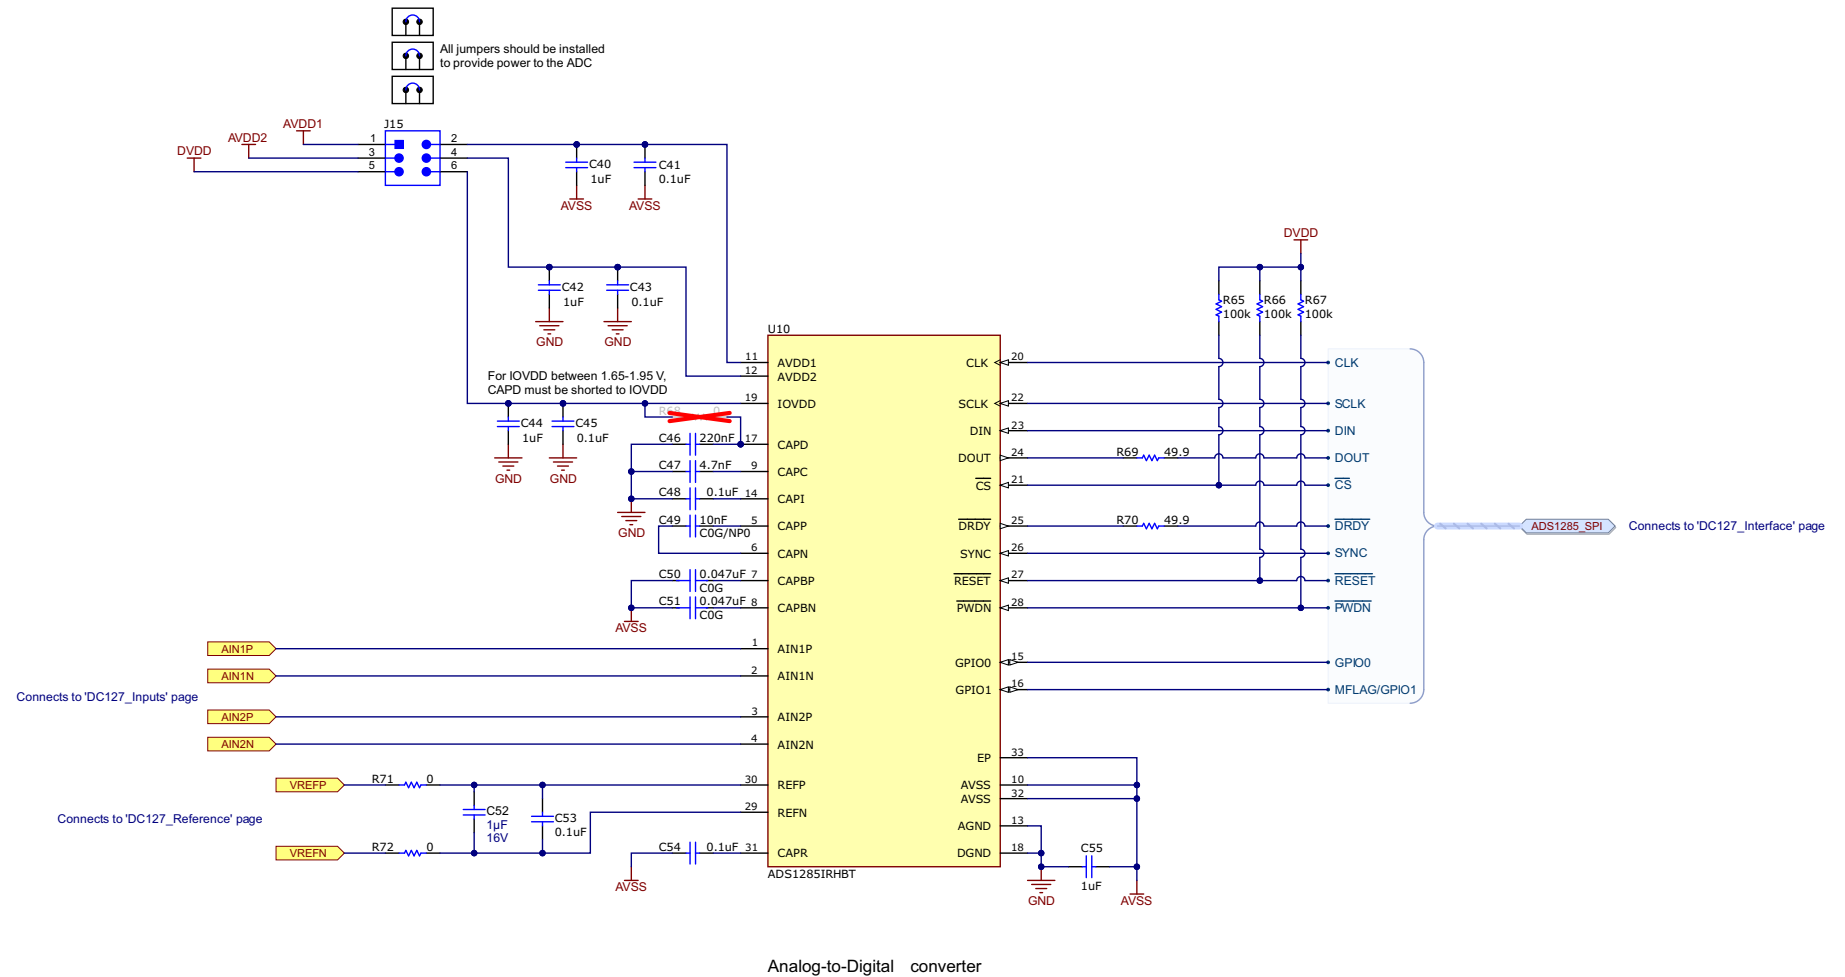 All jumpers should be installed
to provide power to the ADC
J15
AVDD1
AVDD2
DVDD
1 2
3 4
5 6
C40
1uF
AVSS
C41
0.1uF
AVSS
C42
1uF
GND
C43
0.1uF
GND
For IOVDD between 1.65-1.95 V,
CAPD must be shorted to IOVDD
C44
1uF
GND
C45
0.1uF
GND
C46 220nF
C47 4.7nF
C48 0.1uF
GND
C49 10nF
C0G/NP0
C50 0.047uF
C0G
C51 0.047uF
C0G
AVSS
AIN1P
AIN1N
Connects to 'DC127_Inputs' page
AIN2P
AIN2N
VREFP
R71 0
Connects to 'DC127_Reference' page
C52
1µF
16V
C53
0.1uF
VREFN
R72 0
C54 0.1uF
AVSS
U10
11 AVDD1
12 AVDD2
19 IOVDD
17 CAPD
9 CAPC
14 CAPI
5 CAPP
6 CAPN
7 CAPBP
8 CAPBN
1 AIN1P
2 AIN1N
3 AIN2P
4 AIN2N
30 REFP
29 REFN
31 CAPR
ADS1285IRHBT
CLK 20
SCLK 22
DIN 23
DOUT 24
CS 21
DRDY 25
SYNC 26
RESET 27
PWDN 28
GPIO0 15
GPIO1 16
EP 33
AVSS 10
AVSS 32
AGND 13
DGND 18
GND
C55
1uF
AVSS
DVDD
R65
100k
R66
100k
R67
100k
R69 49.9
R70 49.9
CLK
SCLK
DIN
DOUT
CS
DRDY
SYNC
RESET
PWDN
GPIO0
MFLAG/GPIO1
ADS1285_SPI
Connects to 'DC127_Interface' page
Analog-to-Digital converter